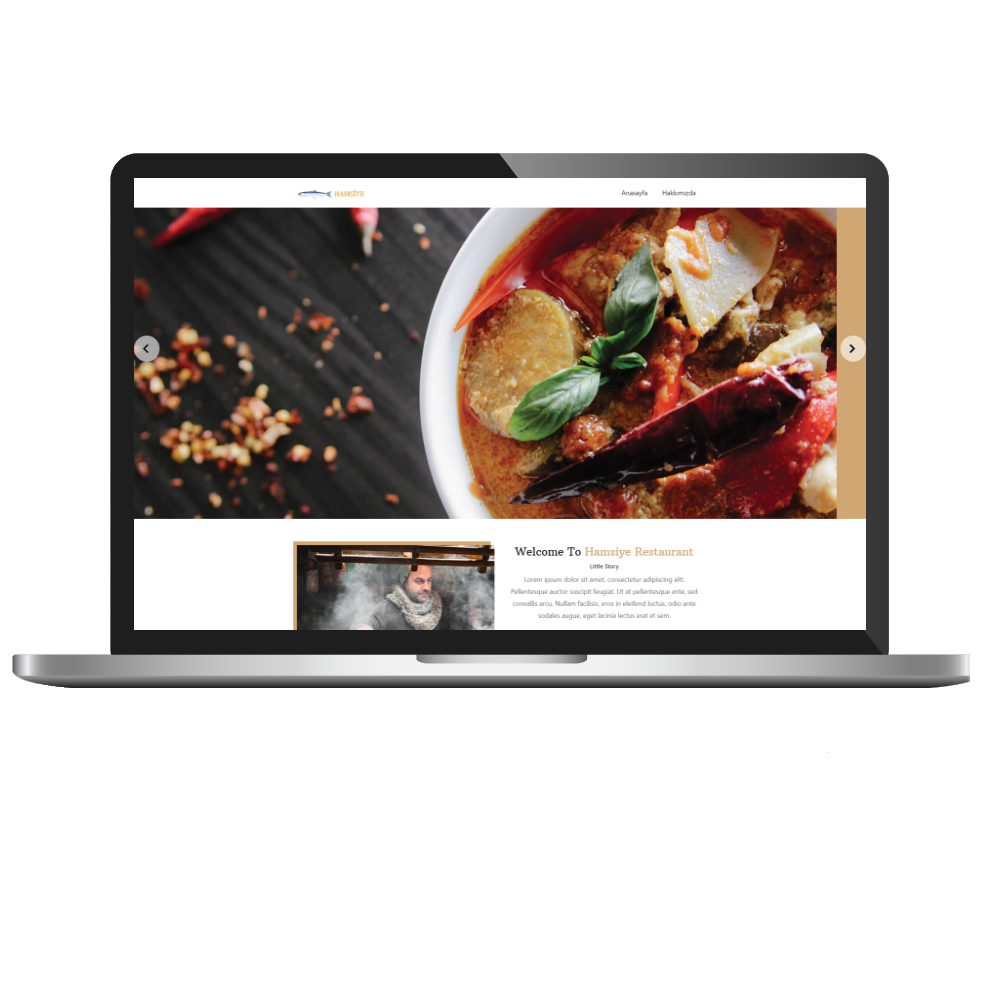 HAMSİYE
Anasayfa Hakkımızda
Welcome To Hamsiye Restaurant
Little Story
Lorem ipsum dolor sit amet, consectetur adipiscing elit.
Pellentesque auctor suscipit feugiat. Ut at pellentesque ante, sed
convallis arcu. Nullam facilisis, eros in eleifend luctus, odio ante
sodales augue, eget lacinia lectus erat et sem.